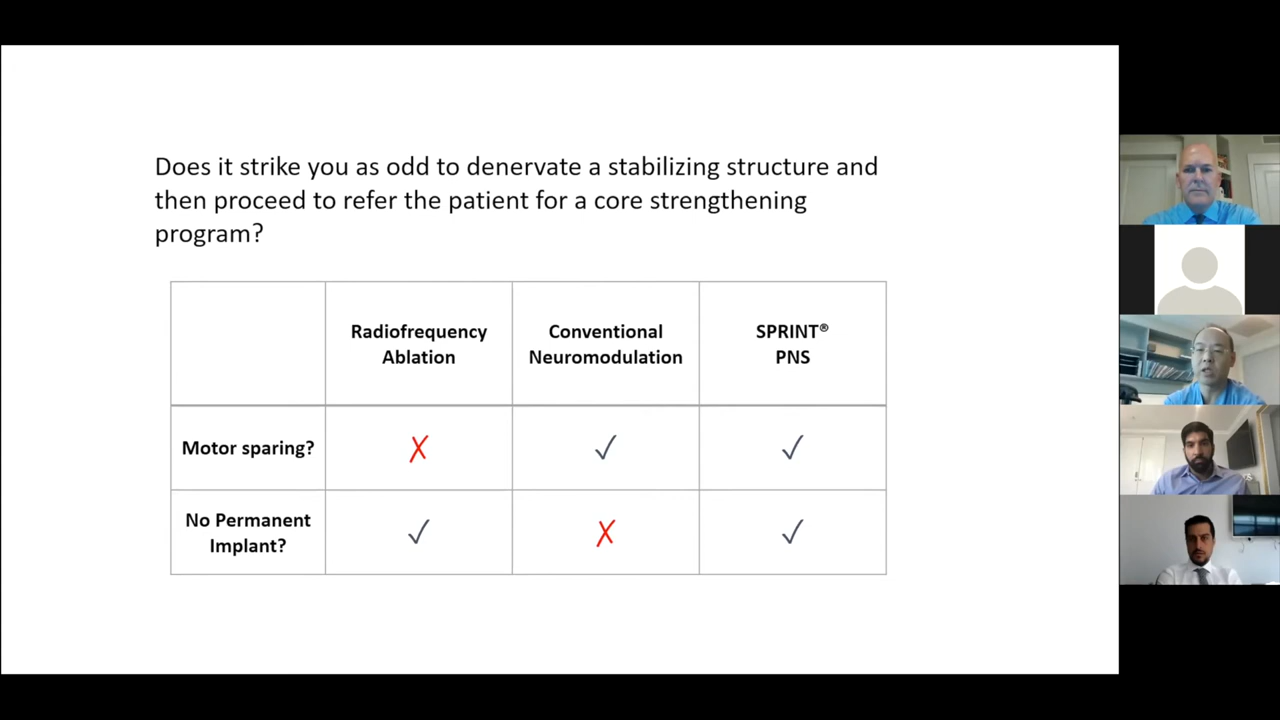 Does it strike you as odd to denervate a stabilizing structure and
then proceed to refer the patient for a core strengthening
program?
Radiofrequency
Ablation
Conventional
Neuromodulation
SPRINT®
PNS
Motor sparing?
✗
✓
✓
No Permanent
Implant?
✓
✗
✓